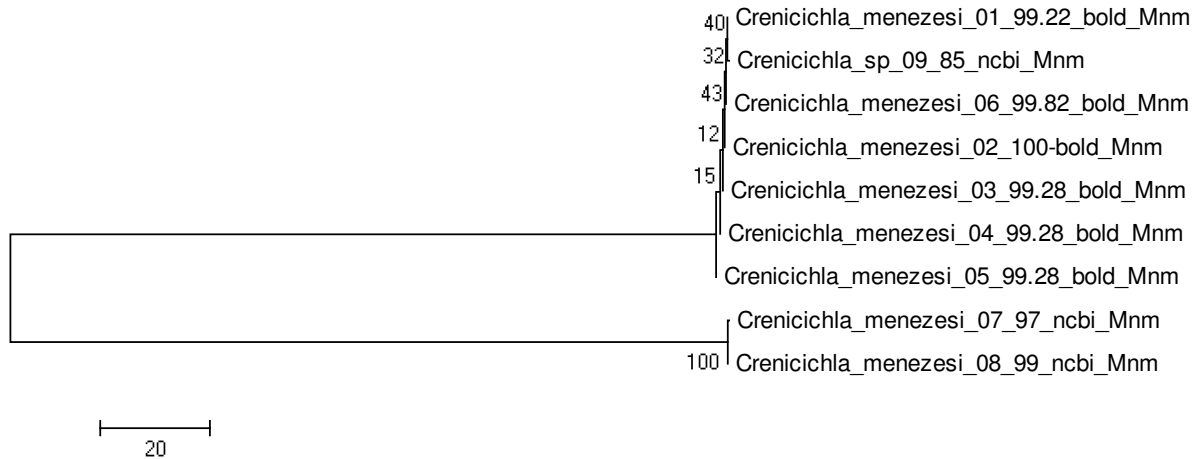 40 Crenicichla_menezesi_01_99.22_bold_Mnm
32 Crenicichla_sp_09_85_ncbi_Mnm
43 Crenicichla_menezesi_06_99.82_bold_Mnm
12 Crenicichla_menezesi_02_100-bold_Mnm
15 Crenicichla_menezesi_03_99.28_bold_Mnm
Crenicichla_menezesi_04_99.28_bold_Mnm
Crenicichla_menezesi_05_99.28_bold_Mnm
Crenicichla_menezesi_07_97_ncbi_Mnm
100 Crenicichla_menezesi_08_99_ncbi_Mnm
20